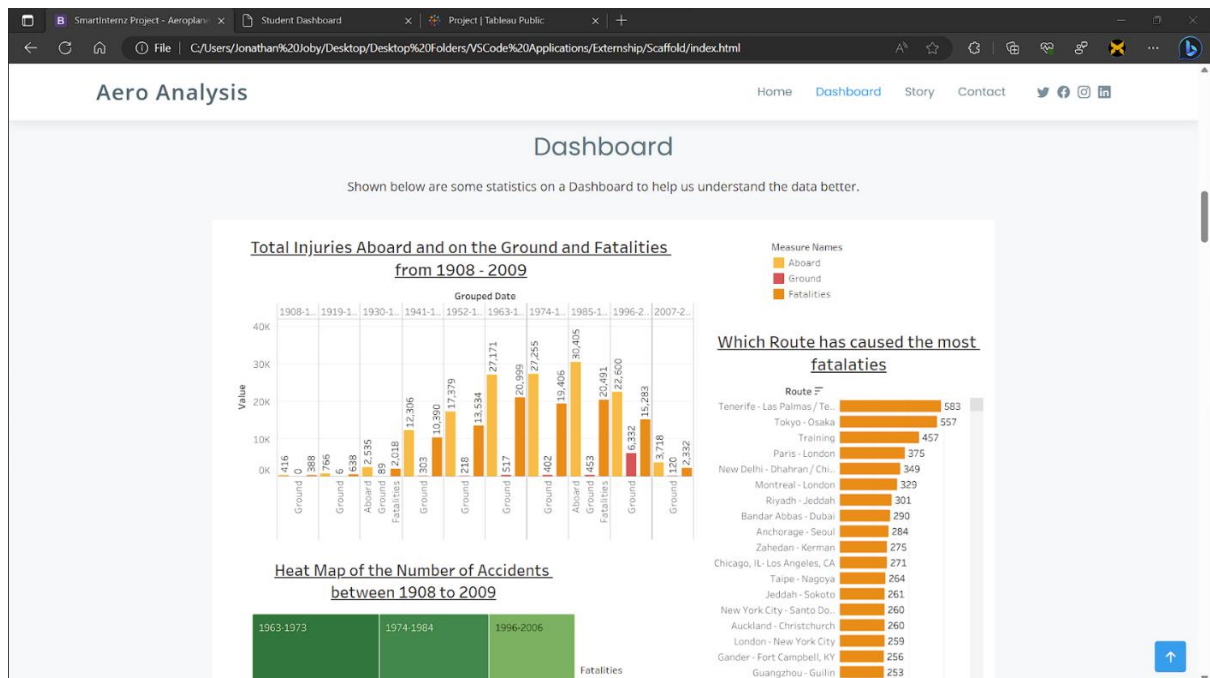 SmartInternz Project - Aeroplane
Student Dashboard
Project | Tableau Public
File
C:/Users/Jonathan%20Joby/Desktop/Desktop%20Folders/VSCode%20Applications/Externship/Scaffold/index.html
Aero Analysis
Home Dashboard Story Contact
Dashboard
Shown below are some statistics on a Dashboard to help us understand the data better.
Total Injuries Aboard and on the Ground and Fatalities
from 1908 - 2009
Grouped Date
1908-1.. 1919-1.. 1930-1.. 1941-1.. 1952-1.. 1963-1.. 1974-1.. 1985-1.. 1996-2.. 2007-2..
Value
40K
30K
20K
10K
0K
416 0 388
766 6 638
2,535 89 2,018
12,306 303 10,390
17,379 218 13,534
27,171 517 20,999
27,255 402 19,406
30,405 453 20,491
22,600 6,332 15,283
3,718 120 2,332
Ground
Ground
Aboard
Ground
Fatalities
Ground
Ground
Ground
Ground
Aboard
Ground
Fatalities
Ground
Ground
Measure Names
Aboard
Ground
Fatalities
Which Route has caused the most
fatalaties
Route
Tenerife - Las Palmas / Te.. 583
Tokyo - Osaka 557
Training 457
Paris - London 375
New Delhi - Dhahran / Chi.. 349
Montreal - London 329
Riyadh - Jeddah 301
Bandar Abbas - Dubai 290
Anchorage - Seoul 284
Zahedan - Kerman 275
Chicago, IL- Los Angeles, CA 271
Taipe - Nagoya 264
Jeddah - Sokoto 261
New York City - Santo Do.. 260
Auckland - Christchurch 260
London - New York City 259
Gander - Fort Campbell, KY 256
Guangzhou - Guilin 253
Heat Map of the Number of Accidents
between 1908 to 2009
1963-1973 1974-1984 1996-2006
Fatalities